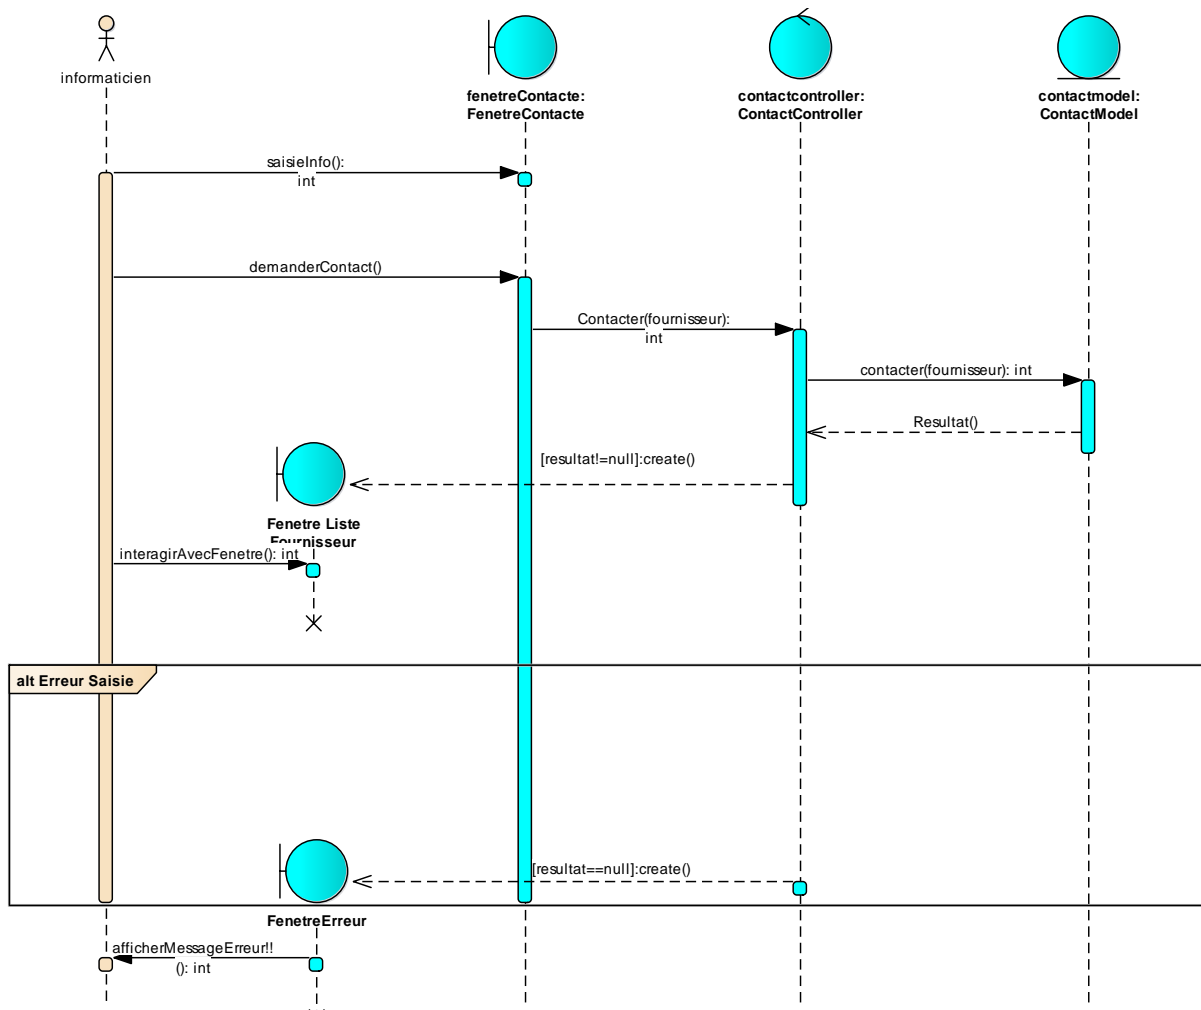 informaticien
fenetreContacte:
FenetreContacte
contactcontroller:
ContactController
contactmodel:
ContactModel
saisieInfo():
int
demanderContact()
Contacter(fournisseur):
int
contacter(fournisseur): int
Resultat()
[resultat!=null]:create()
Fenetre Liste
Fournisseur
interagirAvecFenetre(): int
alt Erreur Saisie
[resultat==null]:create()
FenetreErreur
afficherMessageErreur!!
(): int